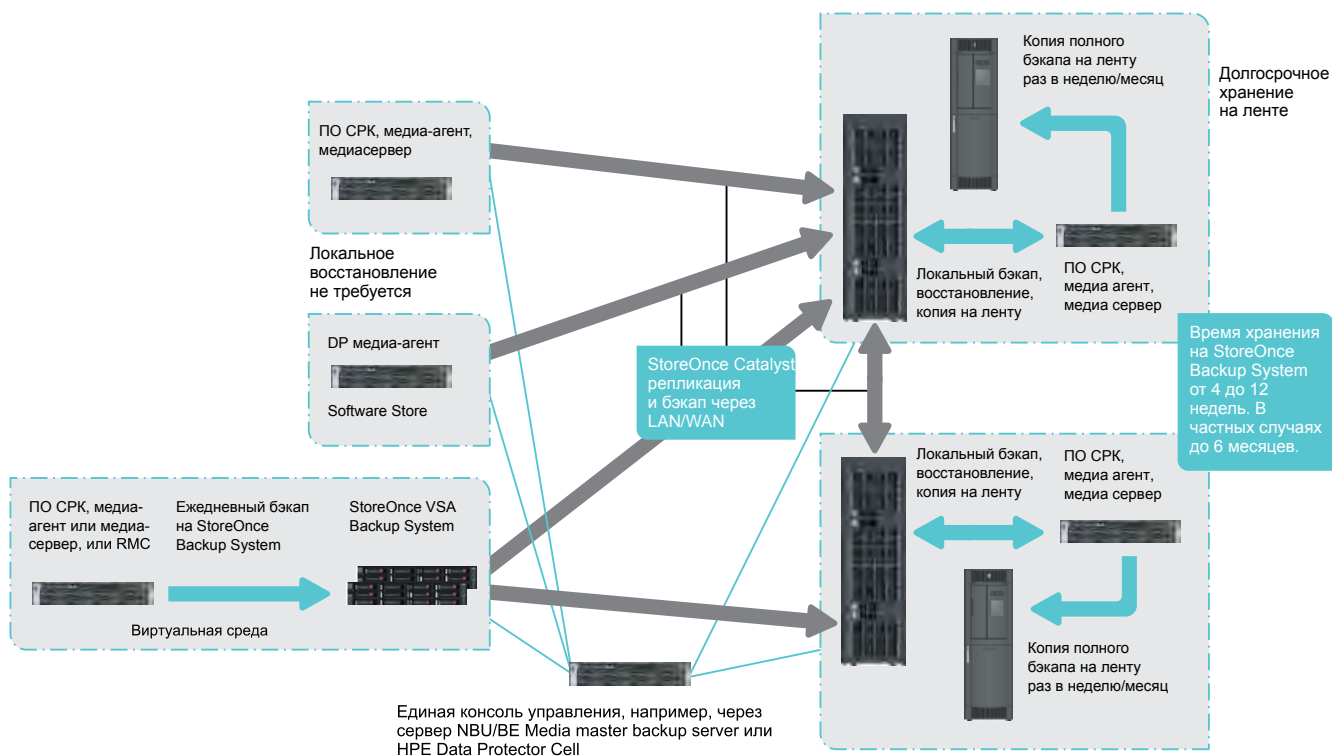 Копия полного
бэкапа на ленту
раз в неделю/месяц
Долгосрочное
хранение
на ленте
ПО СРК, медиа-агент,
медиасервер
Локальное
восстановление
не требуется
Локальный бэкап,
восстановление,
копия на ленту
ПО СРК,
медиа агент,
медиа сервер
DP медиа-агент
Software Store
StoreOnce Catalyst
репликация
и бэкап через
LAN/WAN
Время хранения
на StoreOnce
Backup System
от 4 до 12
недель. В
частных случаях
до 6 месяцев.
ПО СРК, медиа-
агент или медиа-
сервер, или RMC
Ежедневный бэкап
на StoreOnce
Backup System
StoreOnce VSA
Backup System
Виртуальная среда
Локальный бэкап,
восстановление,
копия на ленту
ПО СРК,
медиа агент,
медиа сервер
Копия полного
бэкапа на ленту
раз в неделю/месяц
Единая консоль управления, например, через
сервер NBU/BE Media master backup server или
HPE Data Protector Cell